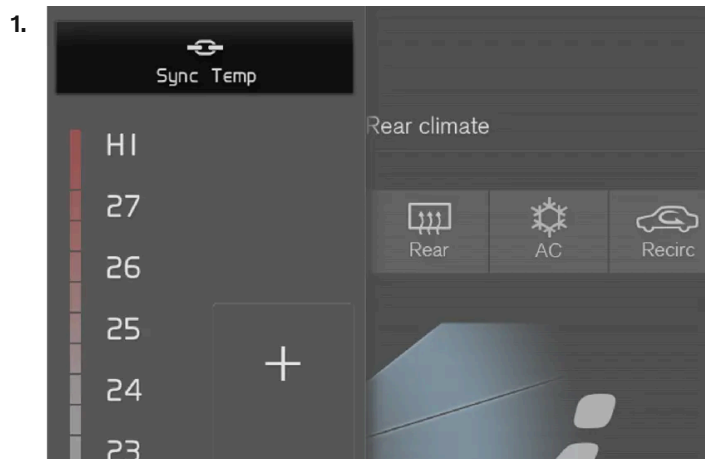 1.
Sync Temp
Rear climate
HI
27
Rear AC Recirc
26
25
+
24
23